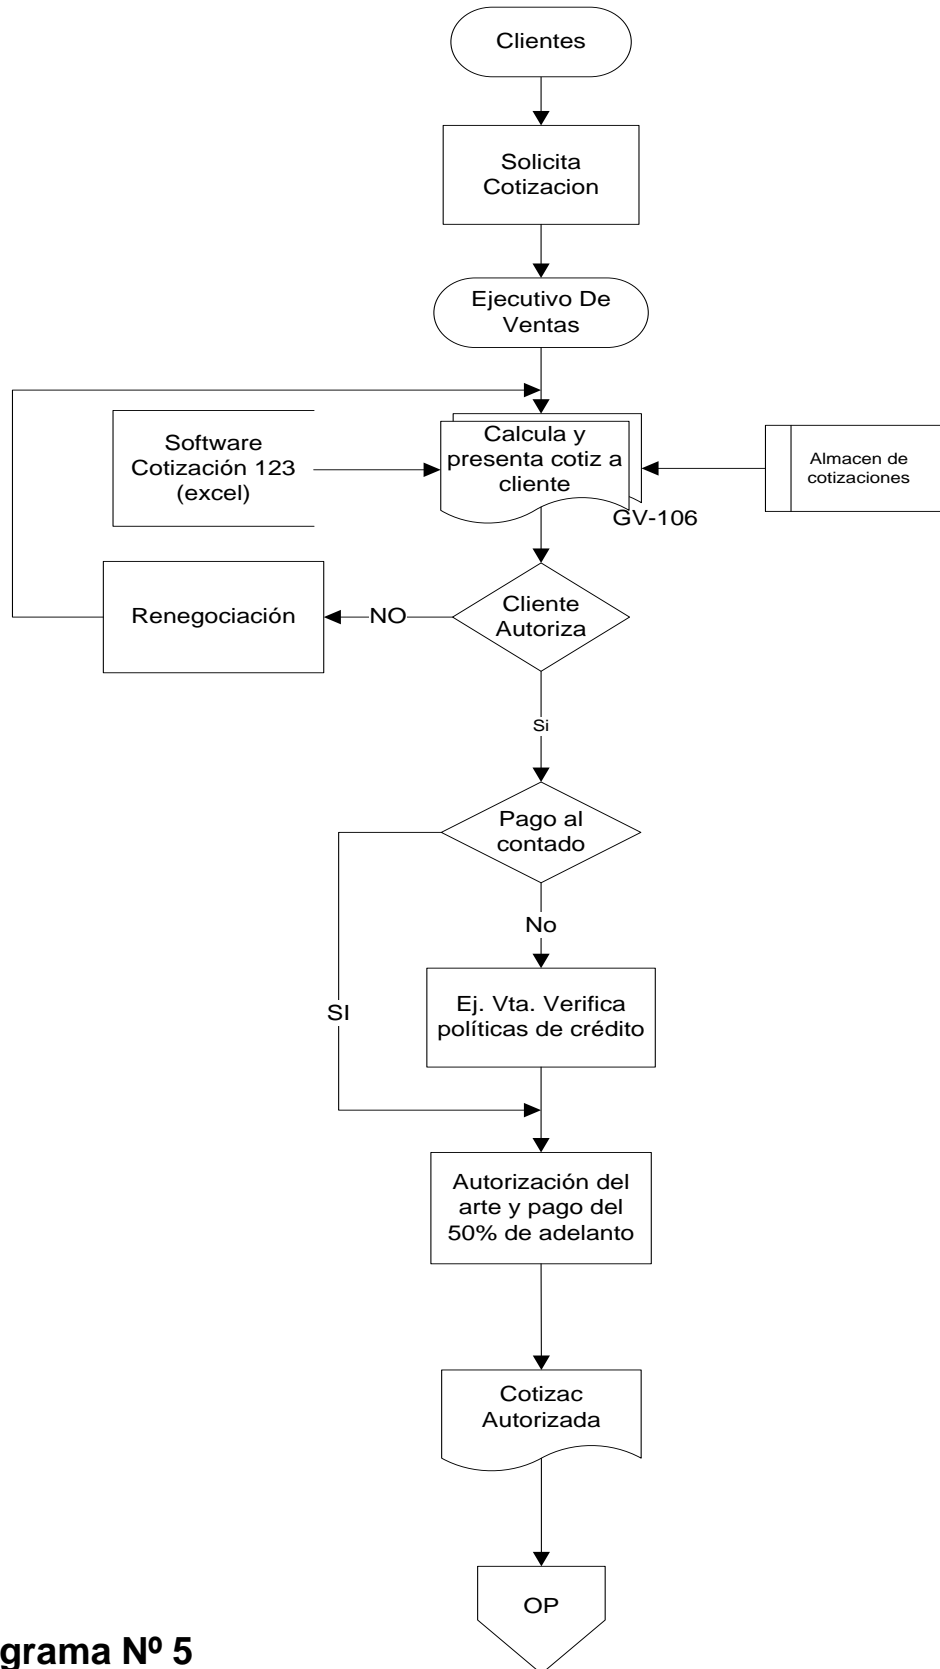 Clientes
Solicita
Cotizacion
Ejecutivo De
Ventas
Software
Cotización 123
(excel)
Calcula y
presenta cotiz a
cliente
GV-106
Almacen de
cotizaciones
Renegociación
NO
Cliente
Autoriza
Si
Pago al
contado
No
SI
Ej. Vta. Verifica
políticas de crédito
Autorización del
arte y pago del
50% de adelanto
Cotizac
Autorizada
OP
grama Nº 5